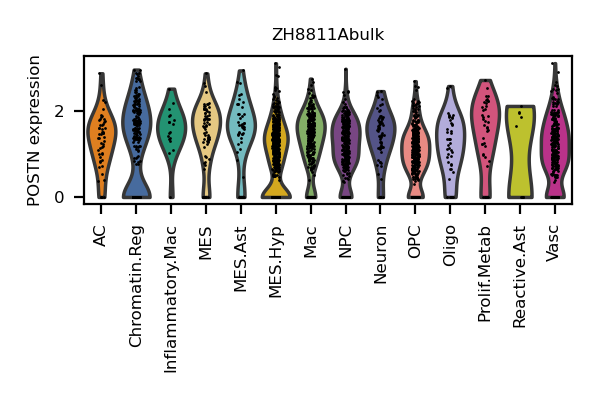 ZH8811Abulk
POSTN expression
2
0
AC
Chromatin.Reg
Inflammatory.Mac
MES
MES.Ast
MES.Hyp
Mac
NPC
Neuron
OPC
Oligo
Prolif.Metab
Reactive.Ast
Vasc